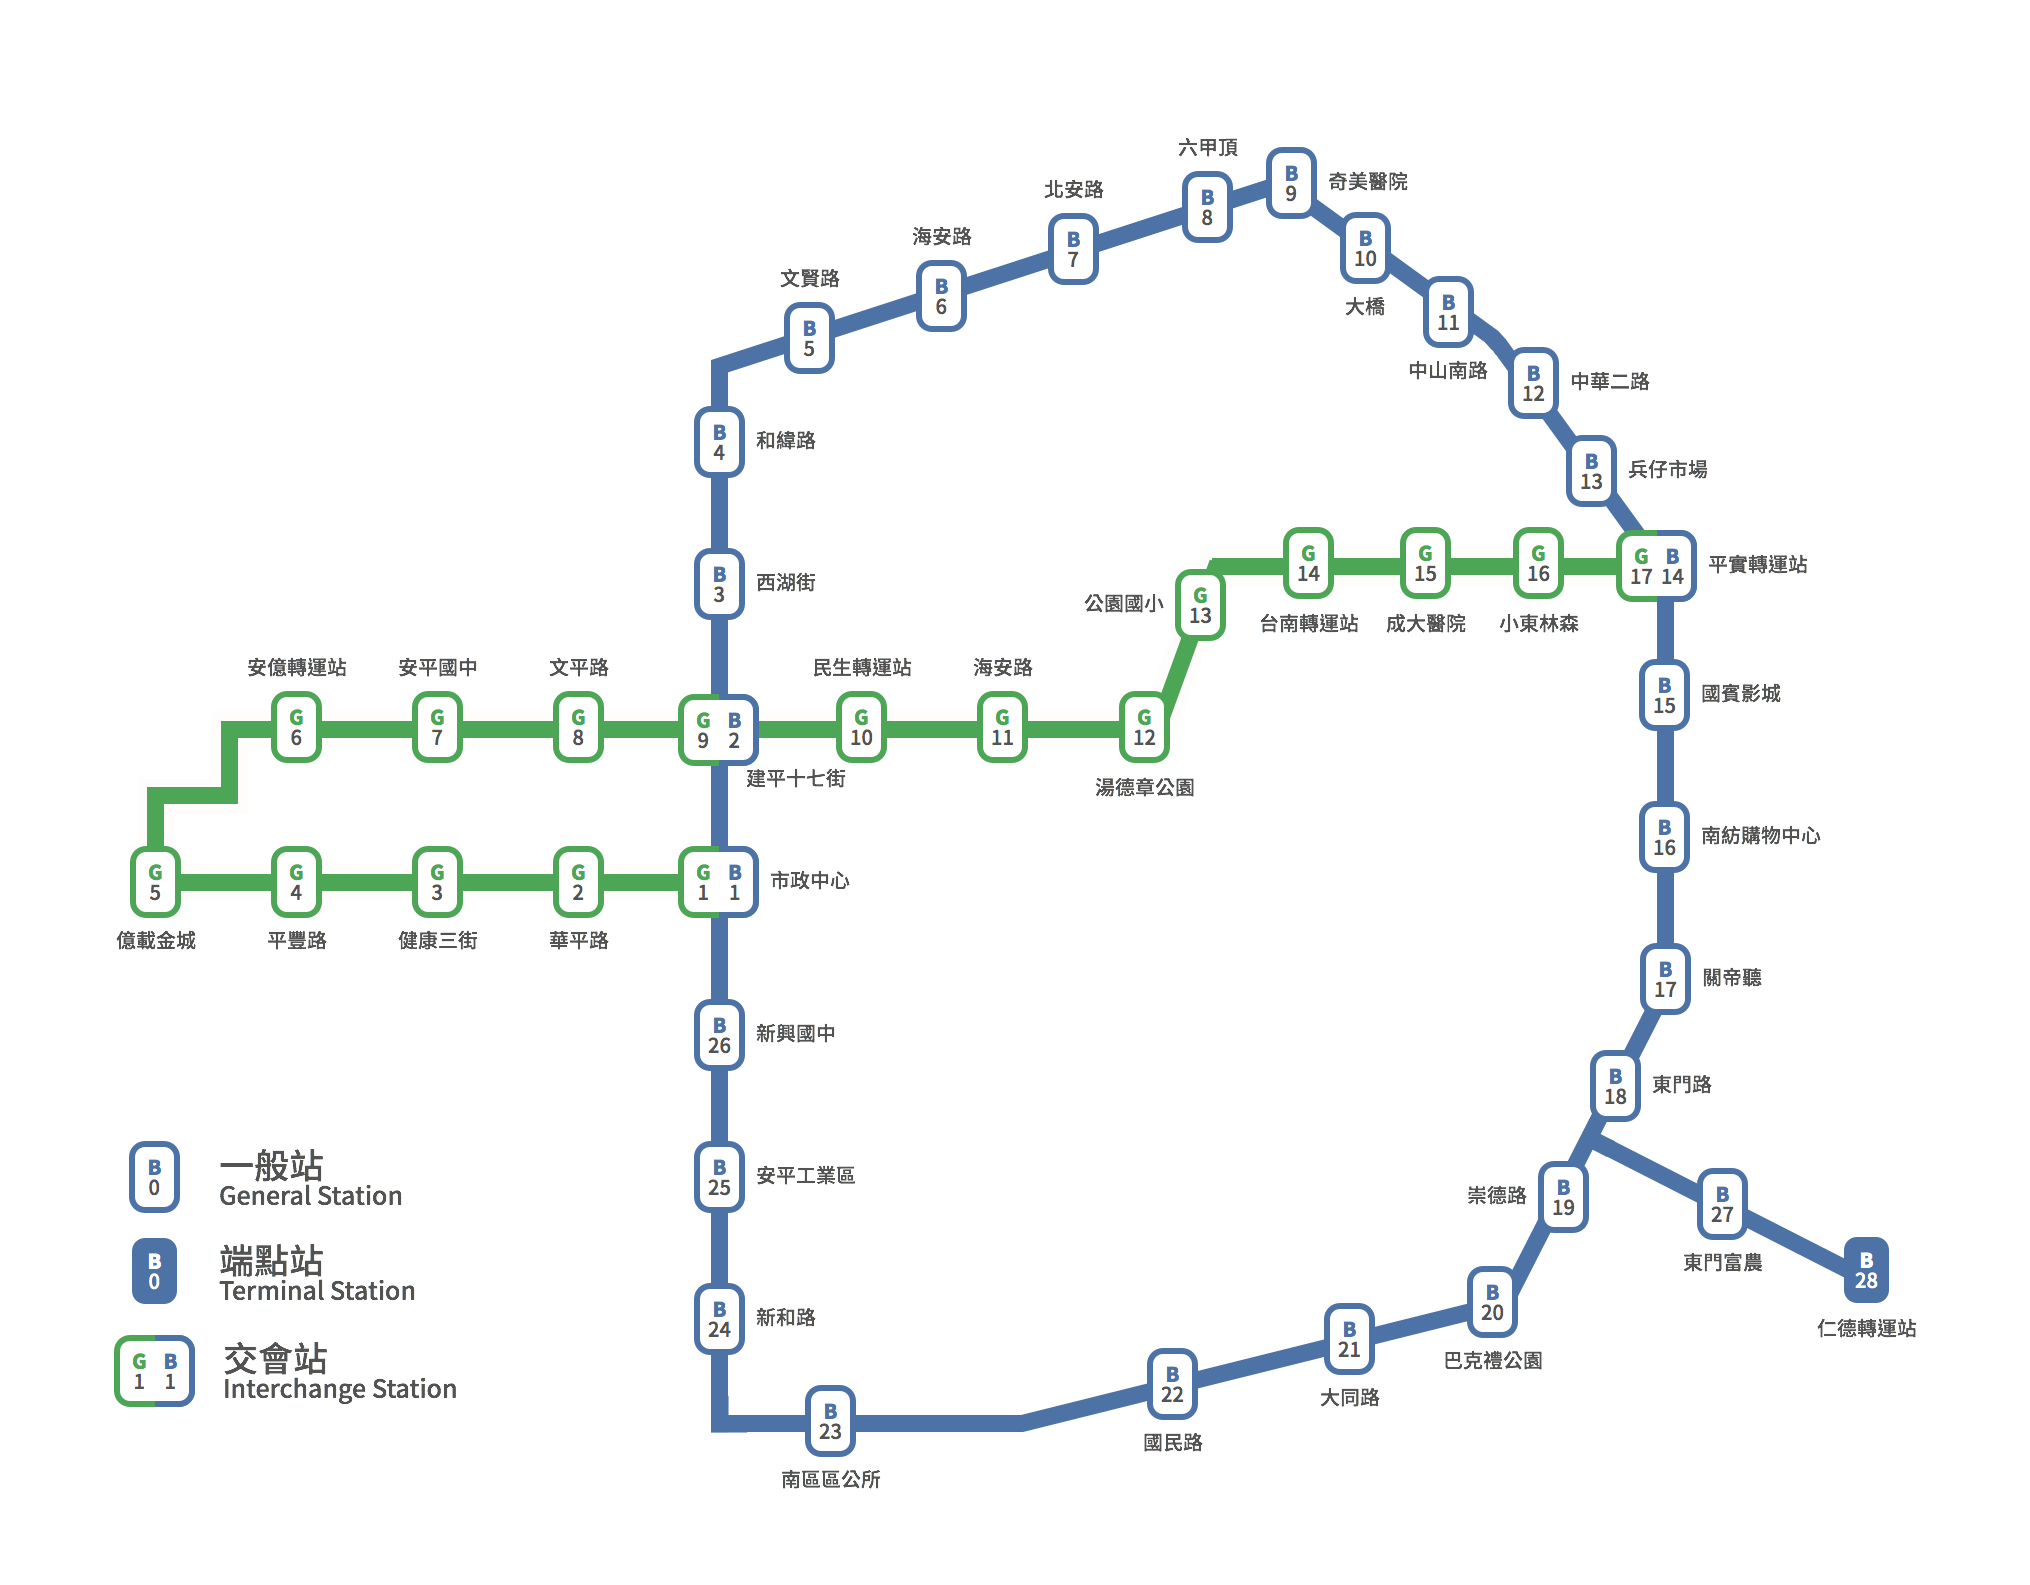 六甲頂
B
8
B
9
奇美醫院
北安路
B
7
B
10
大橋
海安路
B
6
B
11
中山南路
文賢路
B
5
B
12
中華二路
B
4
和緯路
B
13
兵仔市場
B
3
西湖街
公園國小
G
13
G
14
台南轉運站
G
15
成大醫院
G
16
小東林森
G B
17 14
平實轉運站
安億轉運站
G
6
安平國中
G
7
文平路
G
8
G B
9 2
建平十七街
民生轉運站
G
10
海安路
G
11
G
12
湯德章公園
B
15
國賓影城
B
16
南紡購物中心
G
5
億載金城
G
4
平豐路
G
3
健康三街
G
2
華平路
G B
1 1
市政中心
B
17
關帝聽
B
26
新興國中
B
18
東門路
B
25
安平工業區
崇德路
B
19
B
27
東門富農
B
28
仁德轉運站
B
24
新和路
B
20
巴克禮公園
B
21
大同路
B
22
國民路
B
23
南區區公所
B
0
一般站
General Station
B
0
端點站
Terminal Station
G B
1 1
交會站
Interchange Station